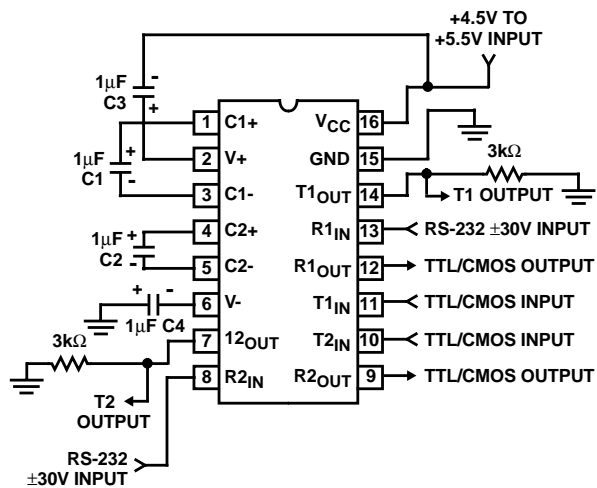 +4.5V TO
+5.5V INPUT
1μF
C3
-
+
1μF
C1
+
-
1μF
C2
+
-
+ -
1μF C4
3kΩ
T2
OUTPUT
RS-232
±30V INPUT
1 C1+
2 V+
3 C1-
4 C2+
5 C2-
6 V-
7 12OUT
8 R2IN
VCC 16
GND 15
T1OUT 14
R1IN 13
R1OUT 12
T1IN 11
T2IN 10
R2OUT 9
3kΩ
T1 OUTPUT
RS-232 ±30V INPUT
TTL/CMOS OUTPUT
TTL/CMOS INPUT
TTL/CMOS INPUT
TTL/CMOS OUTPUT